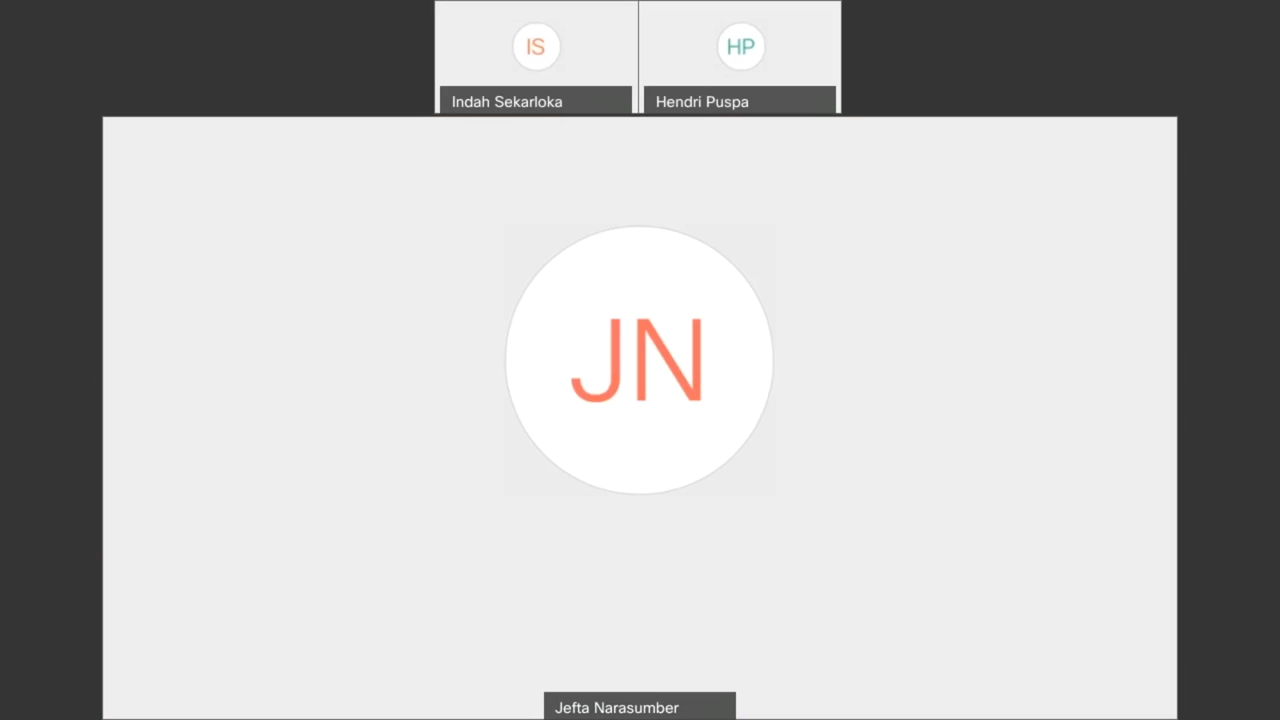 IS
HP
Indah Sekarloka
Hendri Puspa
JN
Jefta Narasumber